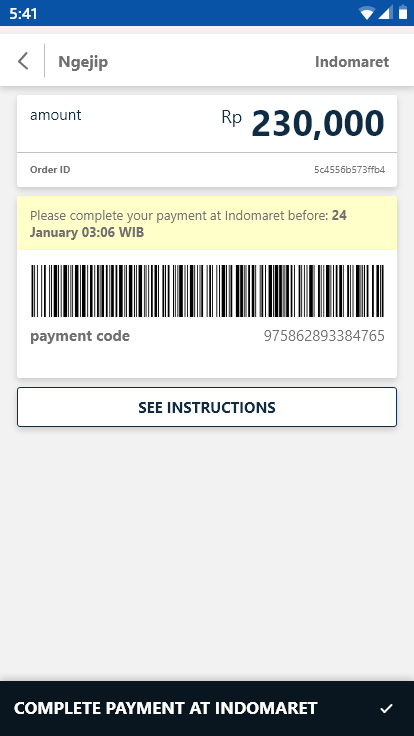 5:41
Ngejip Indomaret
amount Rp 230,000
Order ID 5c4556b573ffb4
Please complete your payment at Indomaret before: 24
January 03:06 WIB
payment code 975862893384765
SEE INSTRUCTIONS
COMPLETE PAYMENT AT INDOMARET